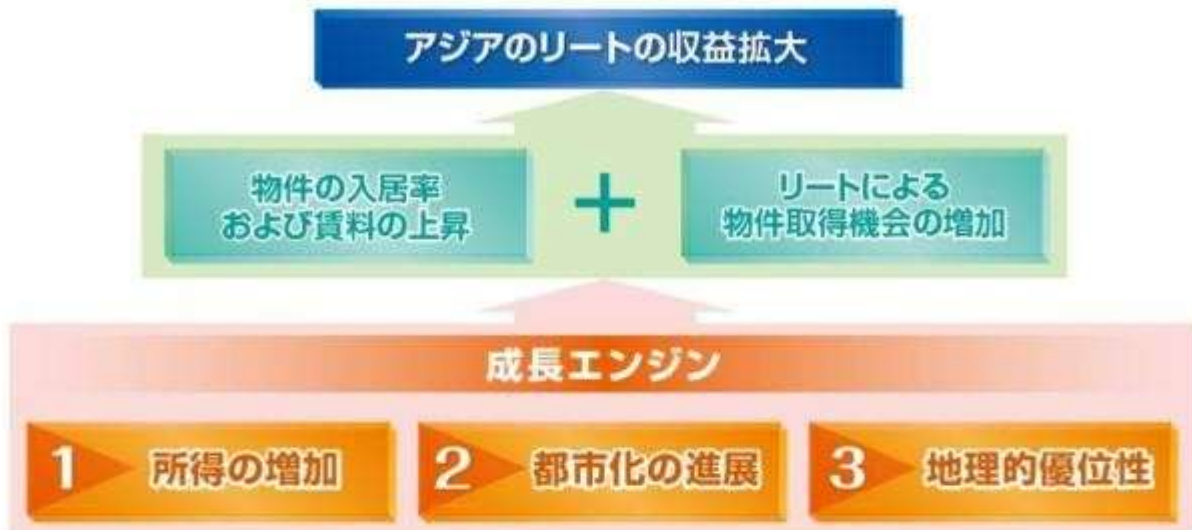 アジアのリートの収益拡大
物件の入居率
および賃料の上昇
+
リートによる
物件取得機会の増加
成長エンジン
1 所得の増加
2 都市化の進展
3 地理的優位性